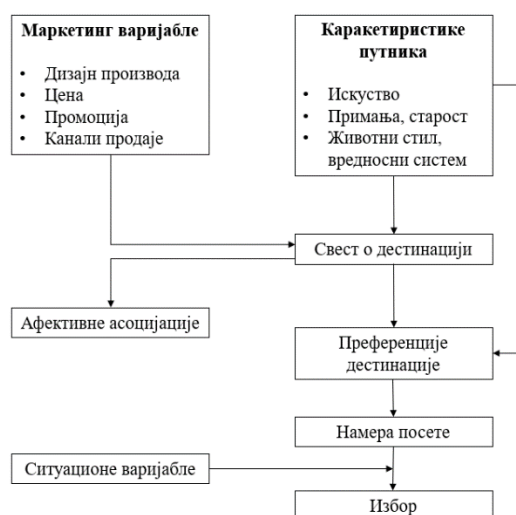 Маркетинг варијабле
• Дизајн производа
• Цена
• Промоција
• Канали продаје
Каракетиристике
путника
• Искуство
• Примања, старост
• Животни стил,
вредносни систем
Свест о дестинацији
Афективне асоцијације
Преференције
дестинације
Намера посете
Ситуационе варијабле
Избор